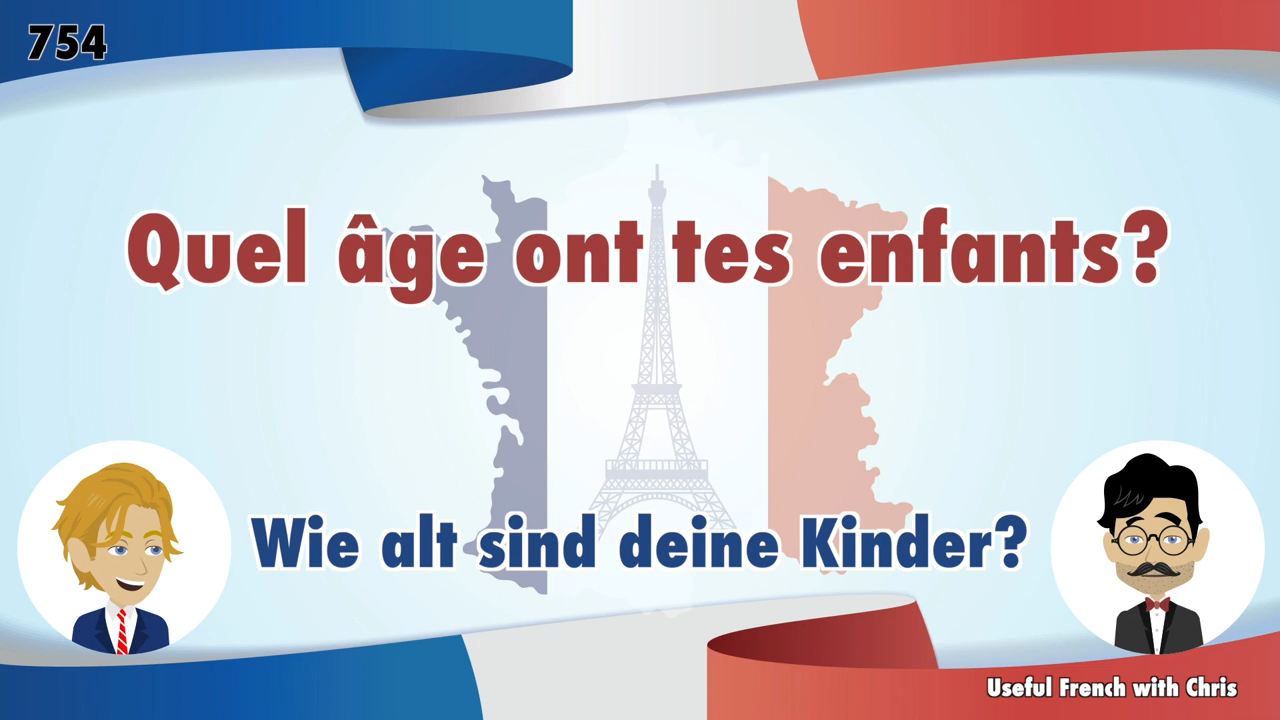 754
Quel âge ont tes enfants?
Wie alt sind deine Kinder?
Useful French with Chris